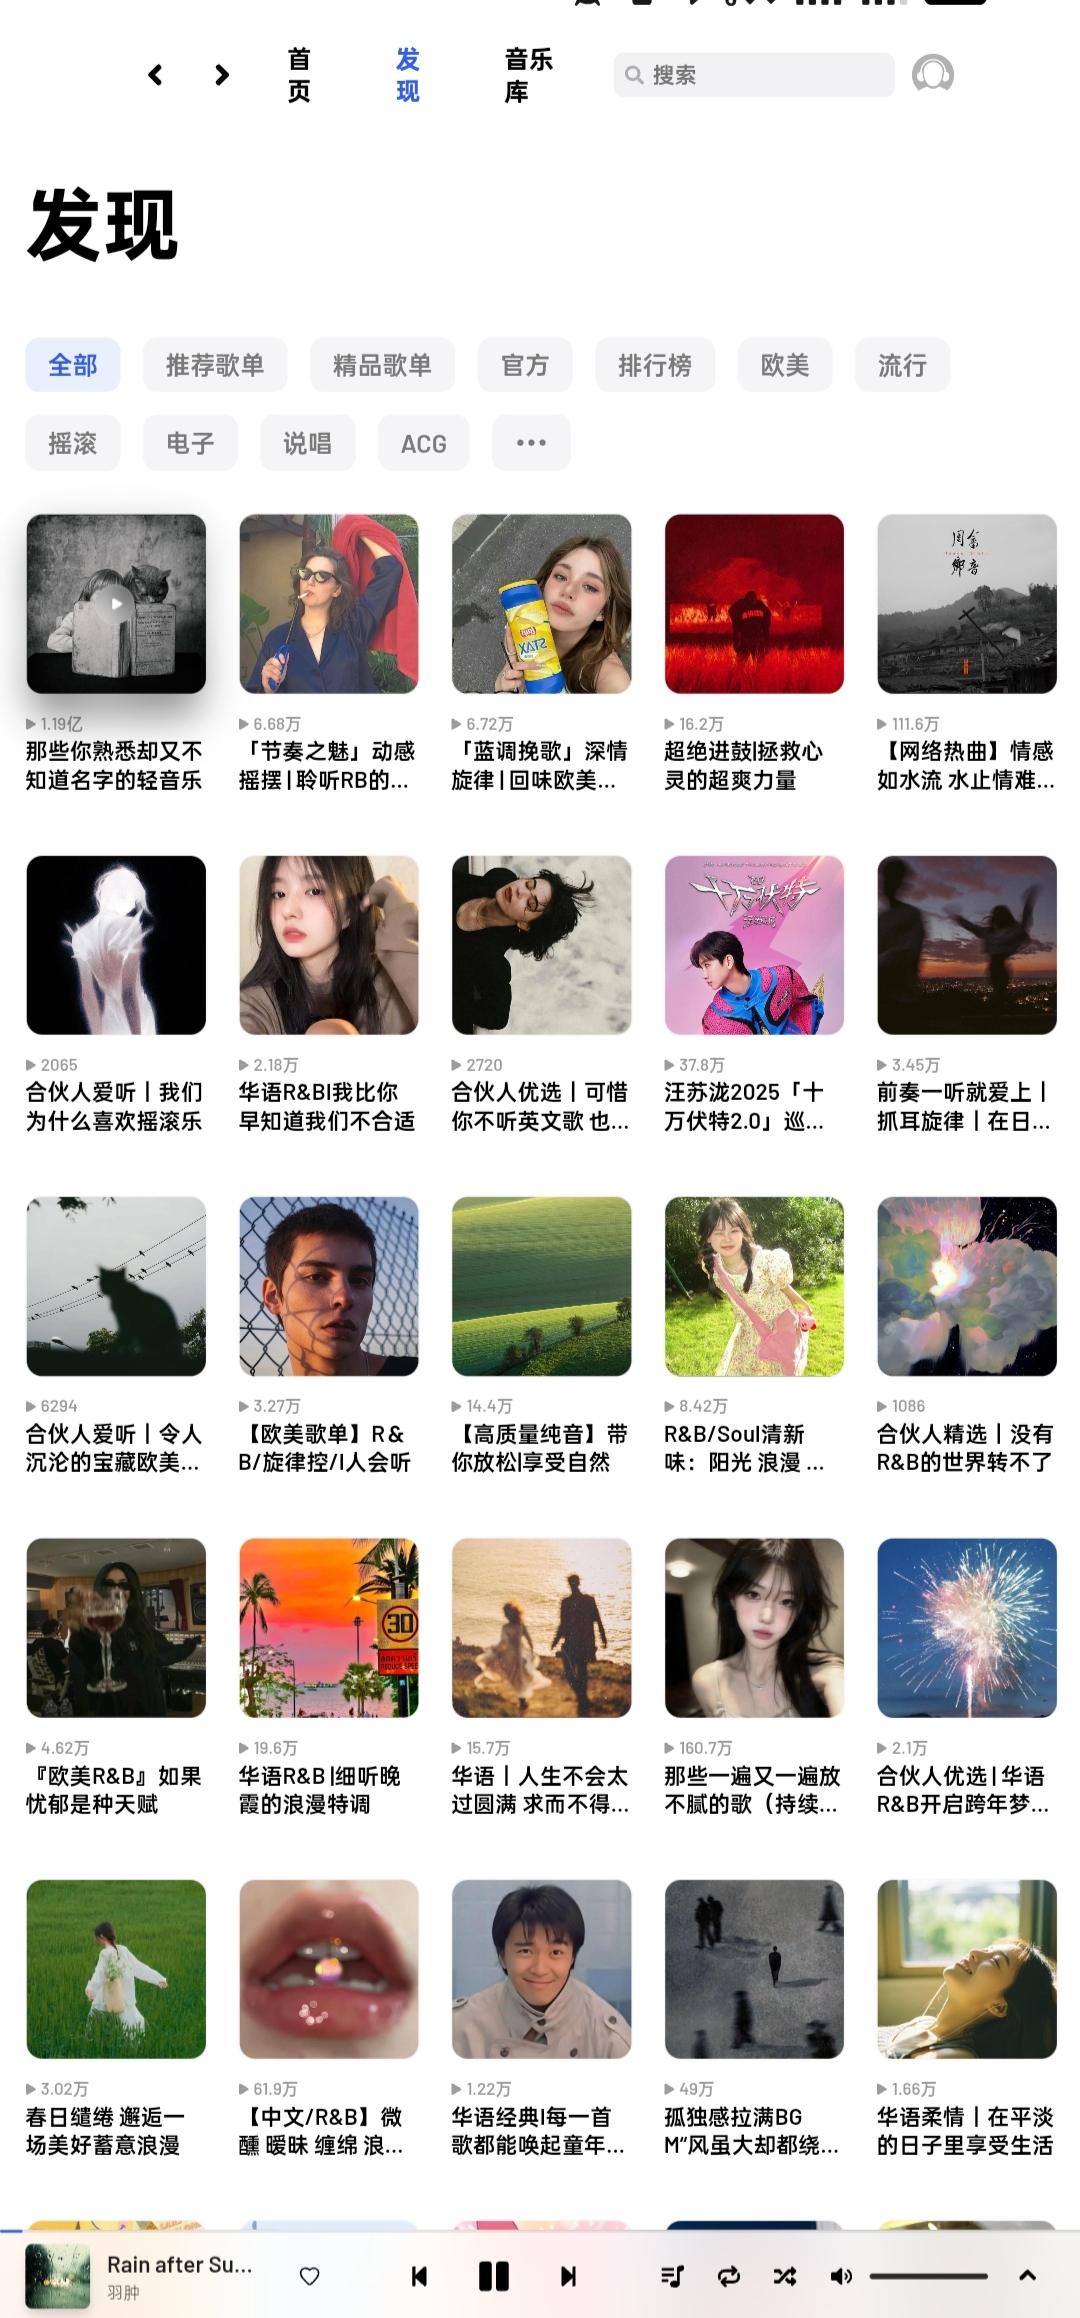 首
页
发
现
音乐
库
搜索
发现
全部
推荐歌单
精品歌单
官方
排行榜
欧美
流行
摇滚
电子
说唱
ACG
•••
1.19亿
那些你熟悉却又不
知道名字的轻音乐
6.68万
「节奏之魅」动感
摇摆 | 聆听RB的...
6.72万
「蓝调挽歌」深情
旋律 | 回味欧美...
16.2万
超绝进鼓|拯救心
灵的超爽力量
周金
乡音
111.6万
【网络热曲】情感
如水流 水止情难...
2065
合伙人爱听丨我们
为什么喜欢摇滚乐
2.18万
华语R&B|我比你
早知道我们不合适
2720
合伙人优选丨可惜
你不听英文歌 也...
十万伏特
37.8万
汪苏泷2025「十
万伏特2.0」巡...
3.45万
前奏一听就爱上丨
抓耳旋律丨在日...
6294
合伙人爱听丨令人
沉沦的宝藏欧美...
3.27万
【欧美歌单】R＆
B/旋律控/I人会听
14.4万
【高质量纯音】带
你放松|享受自然
8.42万
R&B/Soul清新
味：阳光 浪漫 ...
1086
合伙人精选丨没有
R&B的世界转不了
4.62万
『欧美R&B』如果
忧郁是种天赋
30
REDUCE SPEED
19.6万
华语R&B |细听晚
霞的浪漫特调
15.7万
华语丨人生不会太
过圆满 求而不得...
160.7万
那些一遍又一遍放
不腻的歌（持续...
2.1万
合伙人优选 | 华语
R&B开启跨年梦...
3.02万
春日缱绻 邂逅一
场美好蓄意浪漫
61.9万
【中文/R&B】微
醺 暧昧 缠绵 浪...
1.22万
华语经典|每一首
歌都能唤起童年...
49万
孤独感拉满BG
M“风虽大却都绕...
1.66万
华语柔情丨在平淡
的日子里享受生活
Rain after Su...
羽肿